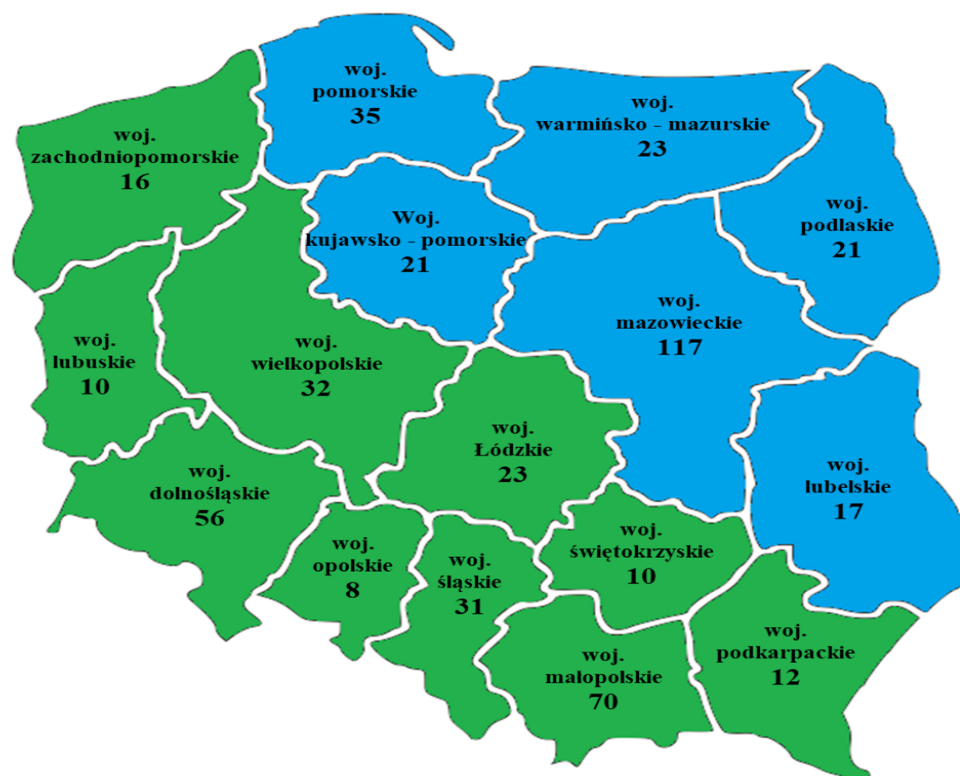 woj.
pomorskie
35
woj.
warmińsko - mazurskie
23
woj.
zachodniopomorskie
16
woj.
podlaskie
21
Woj.
kujawsko - pomorskie
21
woj.
mazowieckie
117
woj.
lubuskie
10
woj.
wielkopolskie
32
woj.
Łódzkie
23
woj.
lubelskie
17
woj.
dolnośląskie
56
woj.
opolskie
8
woj.
śląskie
31
woj.
świętokrzyskie
10
woj.
podkarpackie
12
woj.
małopolskie
70